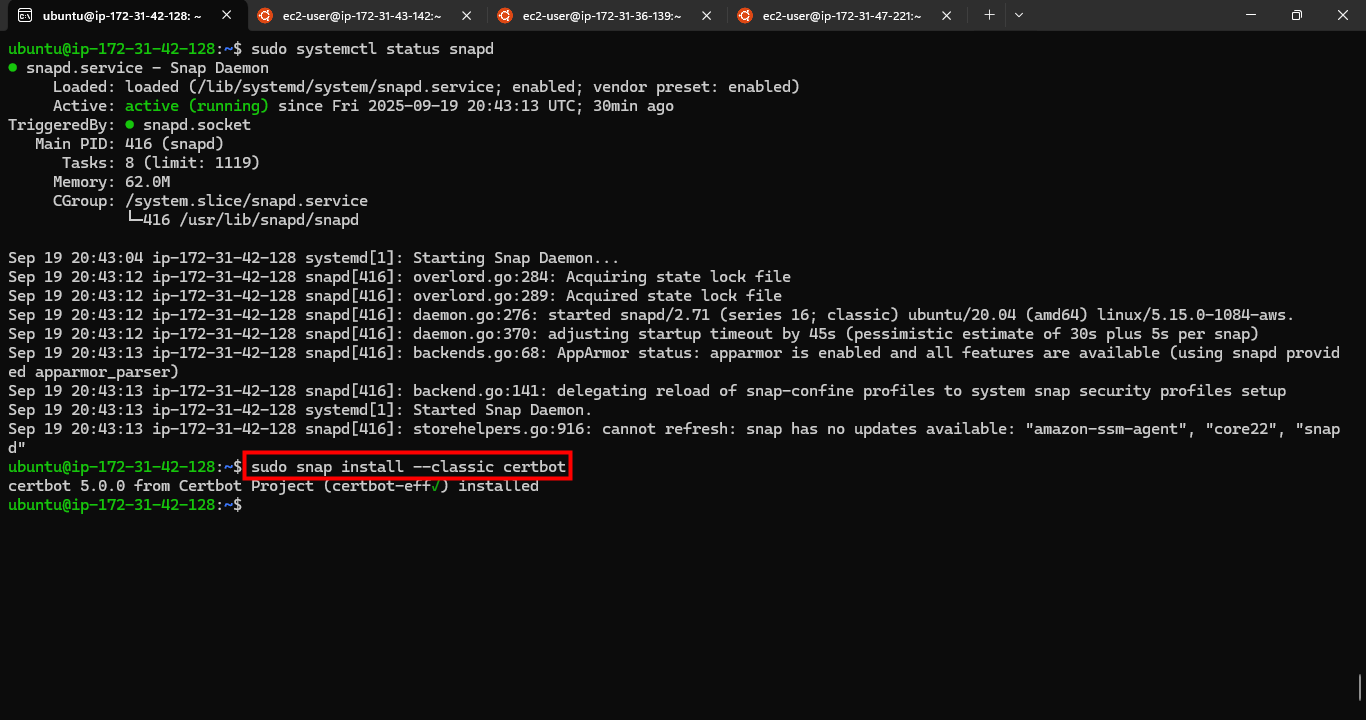 ubuntu@ip-172-31-42-128: ~
ec2-user@ip-172-31-43-142:~
ec2-user@ip-172-31-36-139:~
ec2-user@ip-172-31-47-221:~
ubuntu@ip-172-31-42-128:~$ sudo systemctl status snapd
● snapd.service - Snap Daemon
Loaded: loaded (/lib/systemd/system/snapd.service; enabled; vendor preset: enabled)
Active: active (running) since Fri 2025-09-19 20:43:13 UTC; 30min ago
TriggeredBy: ● snapd.socket
Main PID: 416 (snapd)
Tasks: 8 (limit: 1119)
Memory: 62.0M
CGroup: /system.slice/snapd.service
└─416 /usr/lib/snapd/snapd
Sep 19 20:43:04 ip-172-31-42-128 systemd[1]: Starting Snap Daemon...
Sep 19 20:43:12 ip-172-31-42-128 snapd[416]: overlord.go:284: Acquiring state lock file
Sep 19 20:43:12 ip-172-31-42-128 snapd[416]: overlord.go:289: Acquired state lock file
Sep 19 20:43:12 ip-172-31-42-128 snapd[416]: daemon.go:276: started snapd/2.71 (series 16; classic) ubuntu/20.04 (amd64) linux/5.15.0-1084-aws.
Sep 19 20:43:12 ip-172-31-42-128 snapd[416]: daemon.go:370: adjusting startup timeout by 45s (pessimistic estimate of 30s plus 5s per snap)
Sep 19 20:43:13 ip-172-31-42-128 snapd[416]: backends.go:68: AppArmor status: apparmor is enabled and all features are available (using snapd provid
ed apparmor_parser)
Sep 19 20:43:13 ip-172-31-42-128 snapd[416]: backend.go:141: delegating reload of snap-confine profiles to system snap security profiles setup
Sep 19 20:43:13 ip-172-31-42-128 systemd[1]: Started Snap Daemon.
Sep 19 20:43:13 ip-172-31-42-128 snapd[416]: storehelpers.go:916: cannot refresh: snap has no updates available: "amazon-ssm-agent", "core22", "snap
d"
ubuntu@ip-172-31-42-128:~$ sudo snap install --classic certbot
certbot 5.0.0 from Certbot Project (certbot-eff✓) installed
ubuntu@ip-172-31-42-128:~$